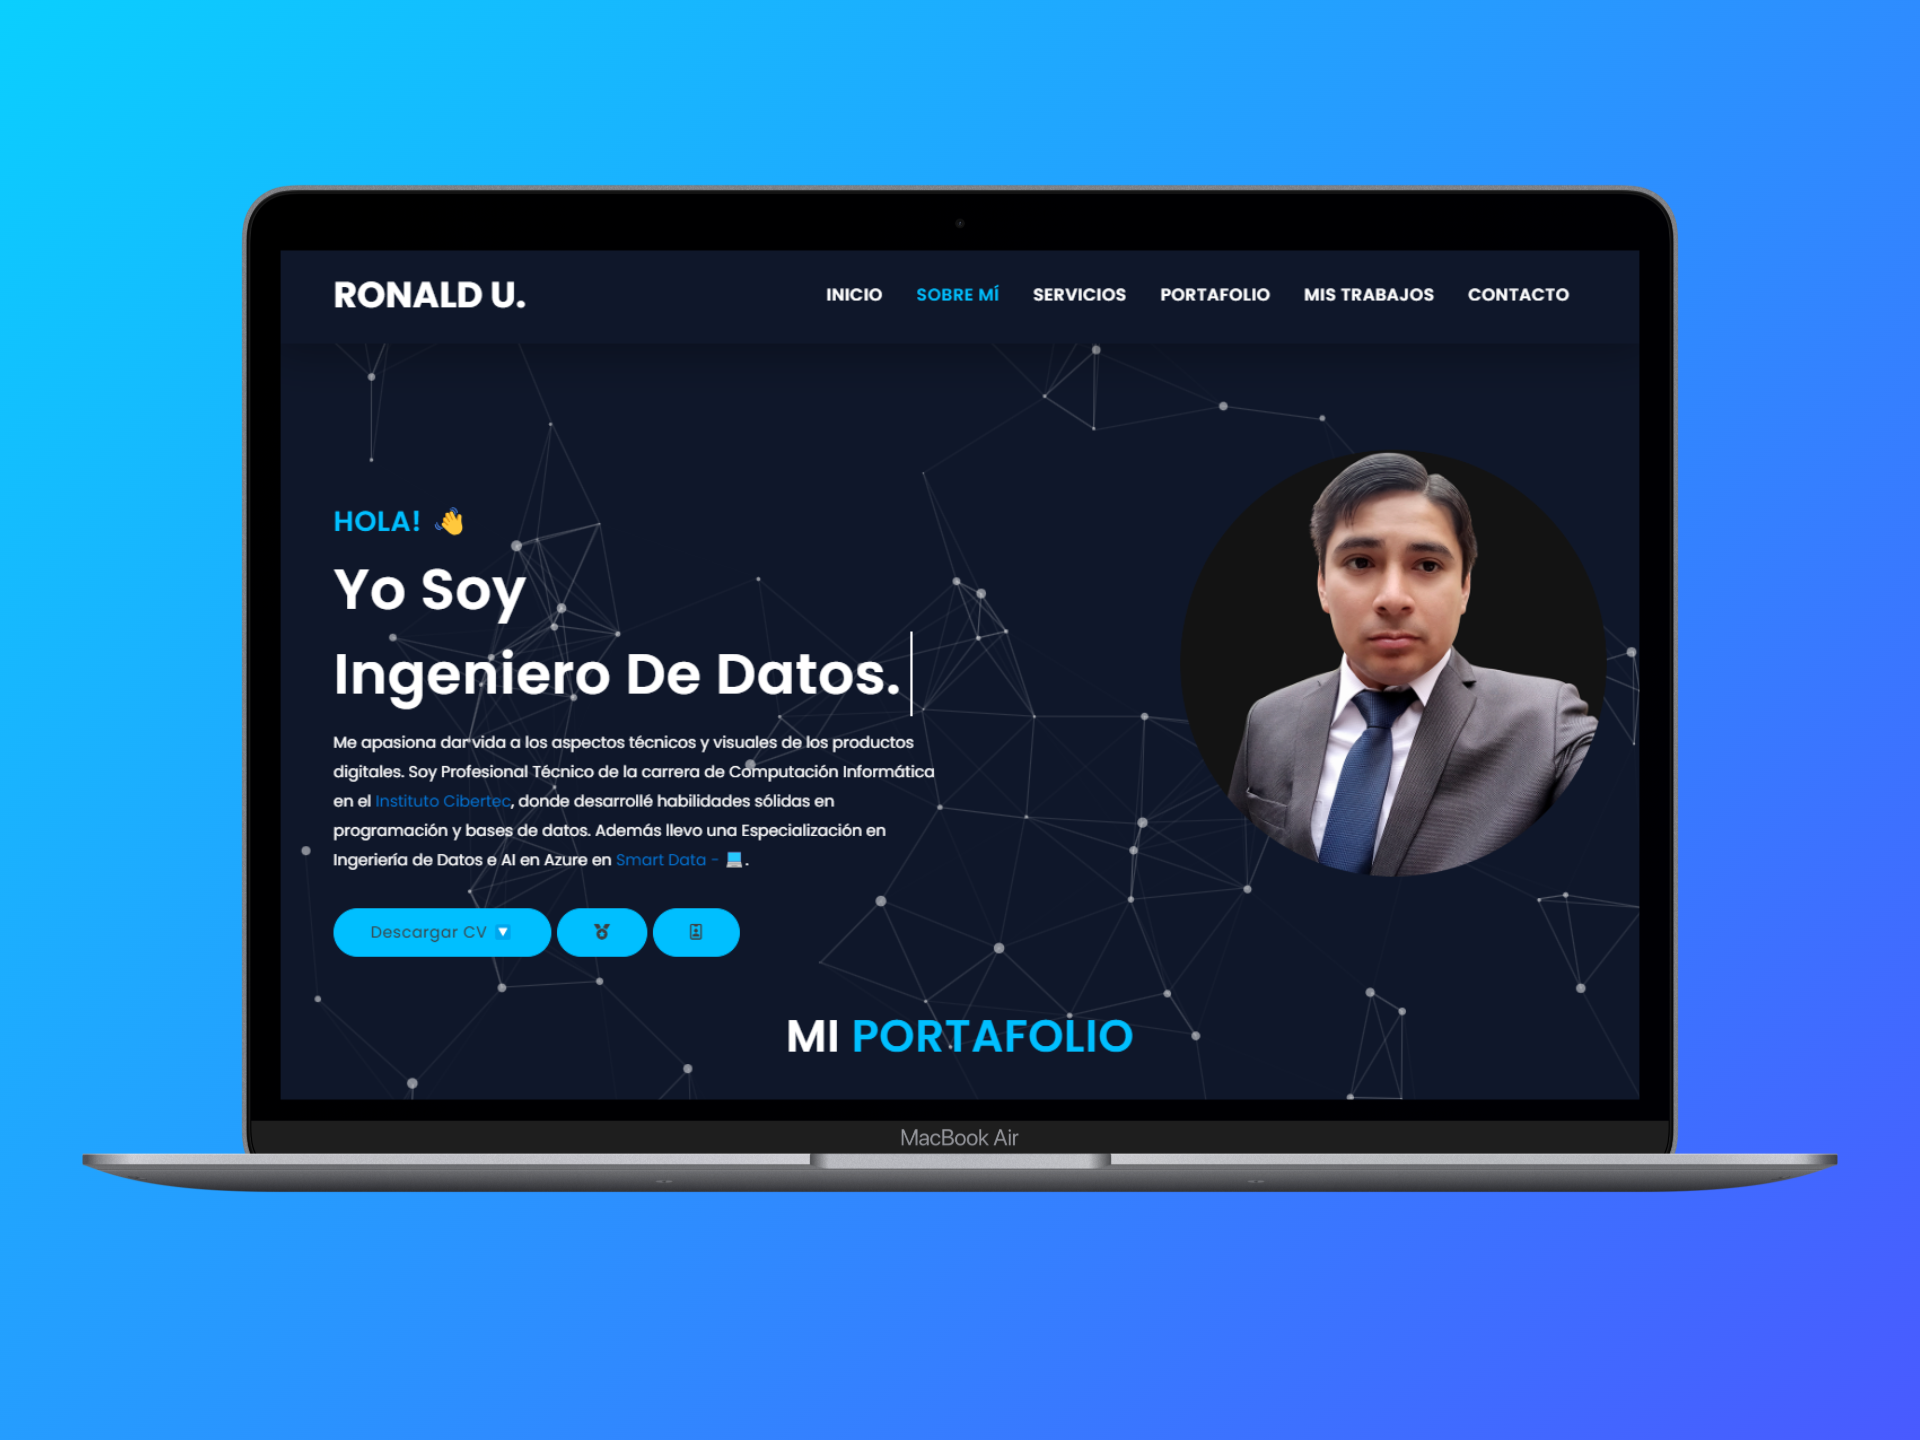 RONALD U.
INICIO SOBRE MÍ SERVICIOS PORTAFOLIO MIS TRABAJOS CONTACTO
HOLA! 👋
Yo Soy
Ingeniero De Datos.
Me apasiona dar vida a los aspectos técnicos y visuales de los productos
digitales. Soy Profesional Técnico de la carrera de Computación Informática
en el Instituto Cibertec, donde desarrollé habilidades sólidas en
programación y bases de datos. Además llevo una Especialización en
Ingeriería de Datos e AI en Azure en Smart Data - 💻.
Descargar CV 🔽
MI PORTAFOLIO
MacBook Air